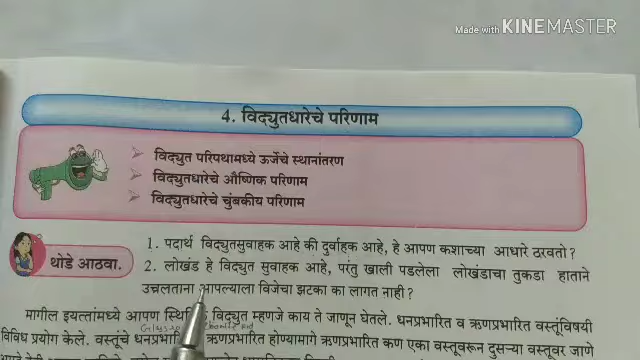 Made with KINEMASTER
4. विद्युतधारेचे परिणाम
विद्युत परिपथामध्ये ऊर्जेचे स्थानांतरण
विद्युतधारेचे औष्णिक परिणाम
विद्युतधारेचे चुंबकीय परिणाम
थोडे आठवा.
1. पदार्थ विद्युतसुवाहक आहे की दुर्वाहक आहे, हे आपण कशाच्या आधारे ठरवतो?
2. लोखंड हे विद्युत सुवाहक आहे, परंतु खाली पडलेला लोखंडाचा तुकडा हाताने
उचलताना आपल्याला विजेचा झटका का लागत नाही?
मागील इयत्तांमध्ये आपण विद्युत म्हणजे काय ते जाणून घेतले. धनप्रभारित व ऋणप्रभारित वस्तूंविषयी
विविध प्रयोग केले. वस्तूंचे ऋणप्रभारित होण्यामागे ऋणप्रभारित कण एका वस्तूवरून दुसऱ्या वस्तूवर जाणे